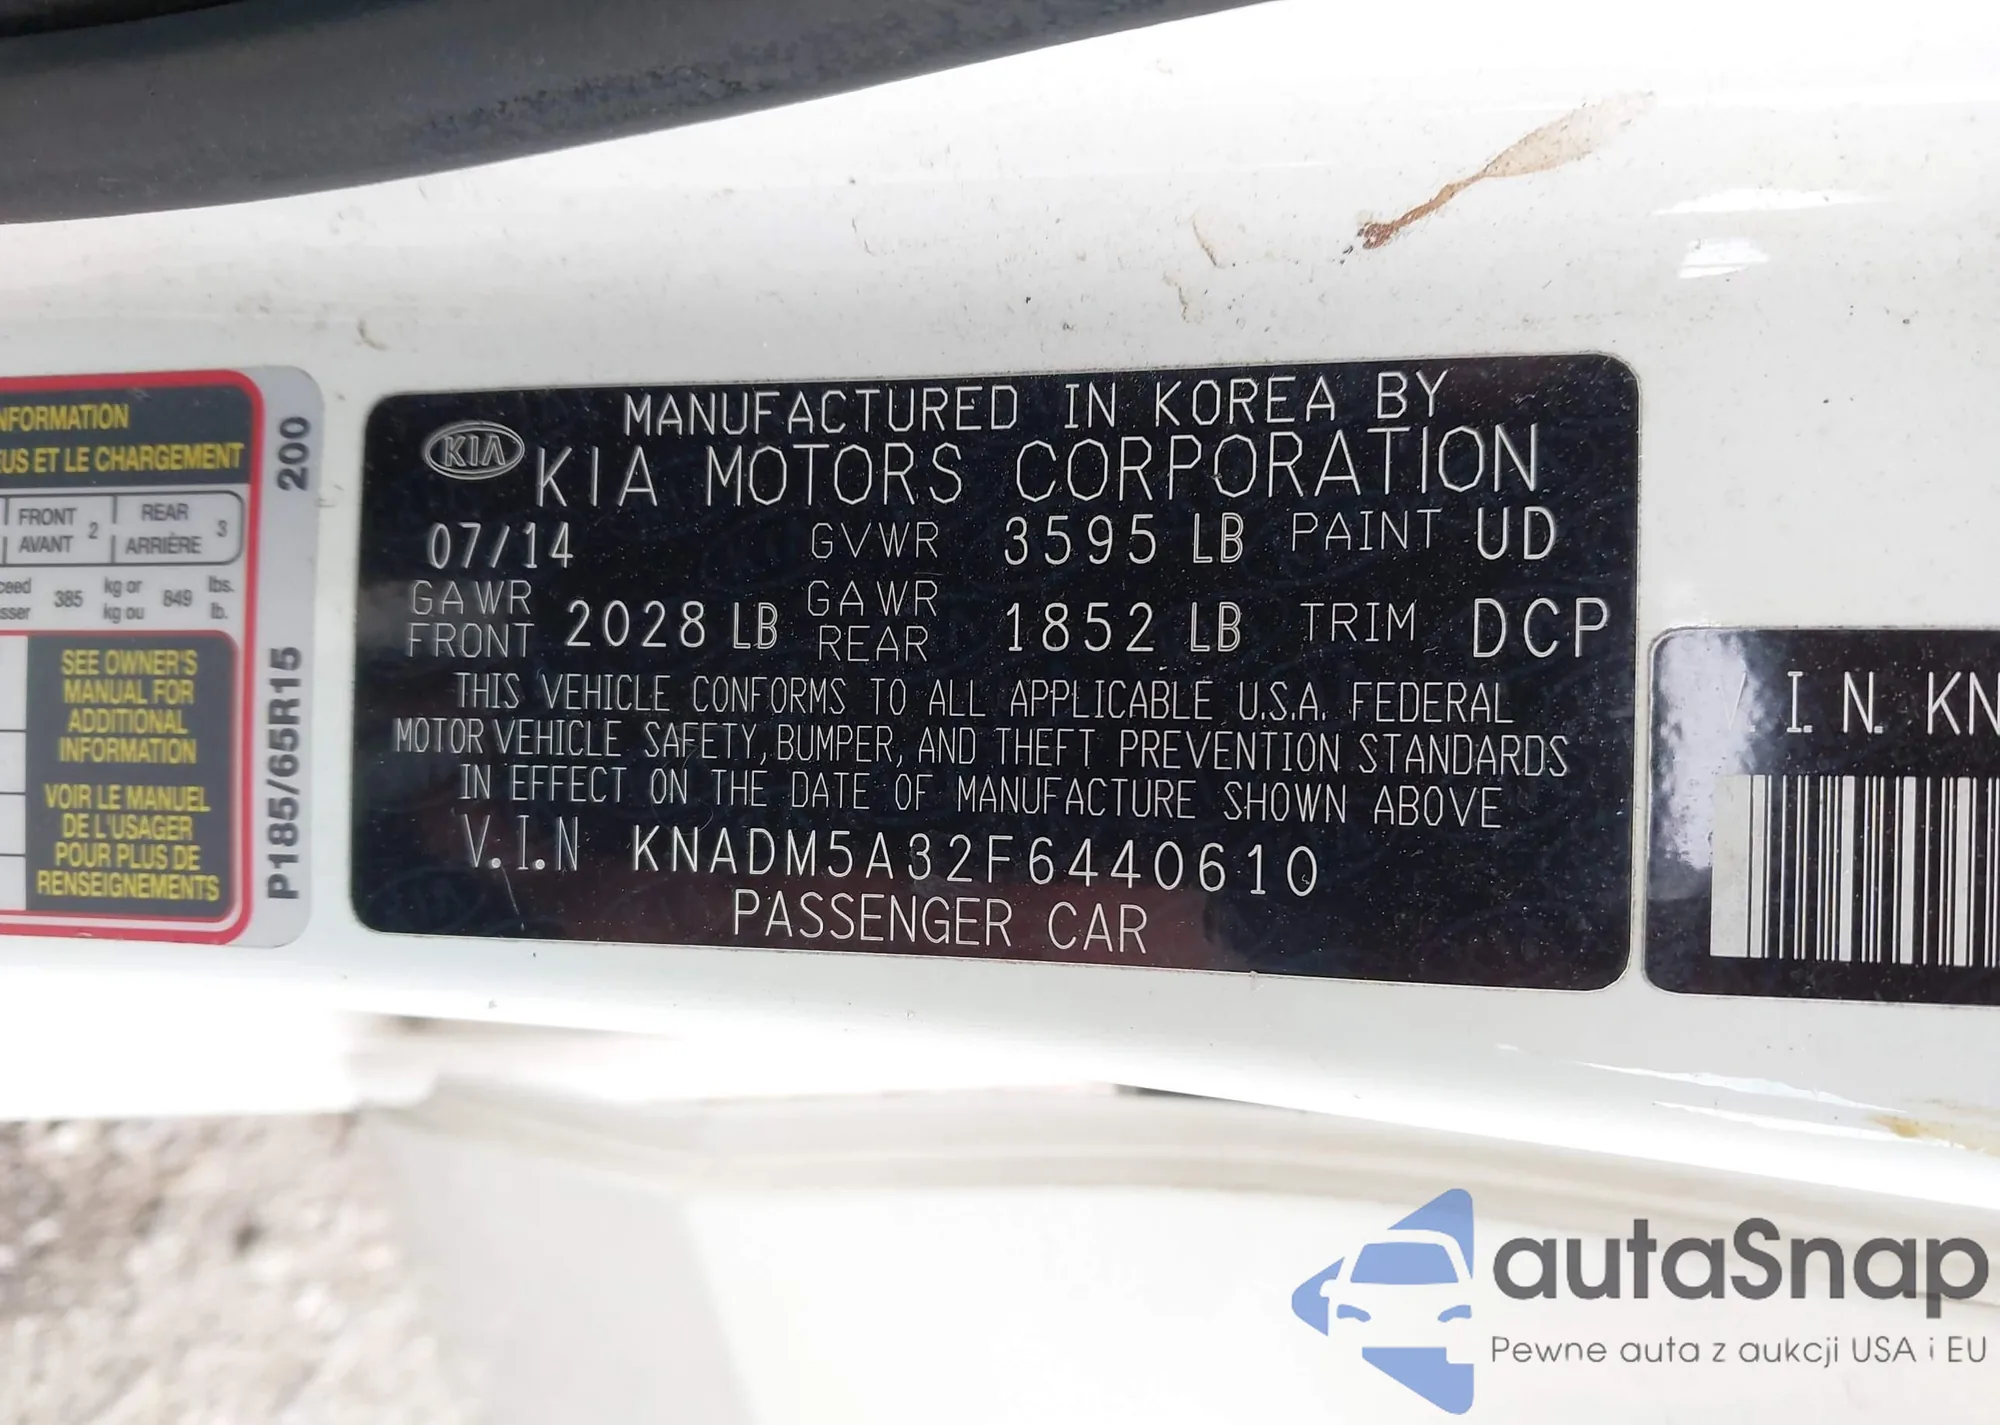 NFORMATION
EUS ET LE CHARGEMENT
FRONT
AVANT 2
REAR
ARRIÈRE 3
ceed
sser 385 kg or
kg ou 849 lbs.
lb.
SEE OWNER'S
MANUAL FOR
ADDITIONAL
INFORMATION
VOIR LE MANUEL
DE L'USAGER
POUR PLUS DE
RENSEIGNEMENTS
P185/65R15 200
MANUFACTURED IN KOREA BY
KIA KIA MOTORS CORPORATION
07/14 GVWR 3595 LB PAINT UD
GAWR FRONT 2028 LB GAWR REAR 1852 LB TRIM DCP
THIS VEHICLE CONFORMS TO ALL APPLICABLE U.S.A. FEDERAL
MOTOR VEHICLE SAFETY, BUMPER, AND THEFT PREVENTION STANDARDS
IN EFFECT ON THE DATE OF MANUFACTURE SHOWN ABOVE
V.I.N KNADM5A32F6440610
PASSENGER CAR
V.I.N. KN
autaSnap
Pewne auta z aukcji USA i EU